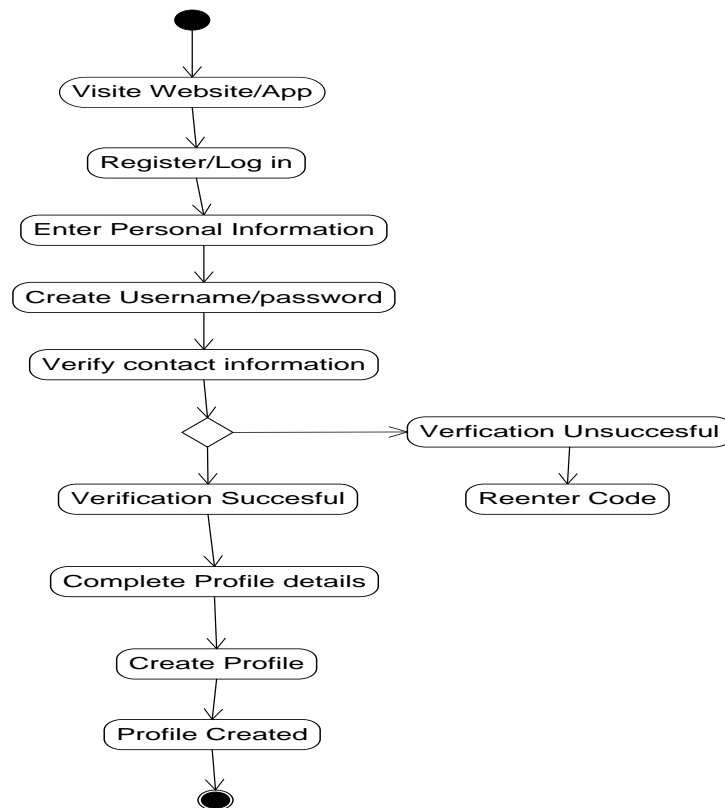 Visite Website/App
Register/Log in
Enter Personal Information
Create Username/password
Verify contact information
Verfication Unsuccesful
Verification Succesful
Reenter Code
Complete Profile details
Create Profile
Profile Created